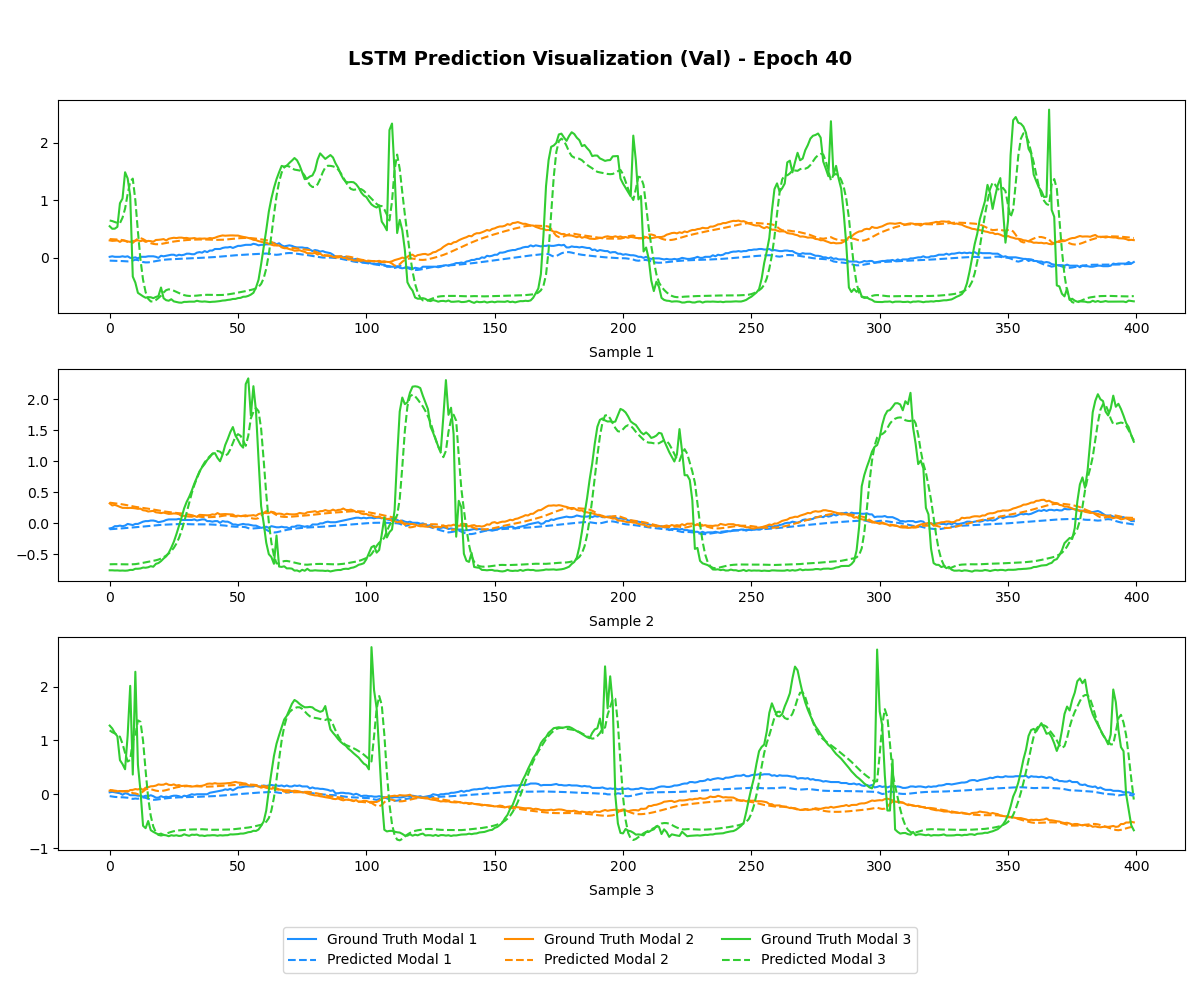 LSTM Prediction Visualization (Val) - Epoch 40
2
1
0
0 50 100 150 200 250 300 350 400
Sample 1
2.0
1.5
1.0
0.5
0.0
−0.5
0 50 100 150 200 250 300 350 400
Sample 2
2
1
0
−1
0 50 100 150 200 250 300 350 400
Sample 3
Ground Truth Modal 1 Ground Truth Modal 2 Ground Truth Modal 3
Predicted Modal 1 Predicted Modal 2 Predicted Modal 3